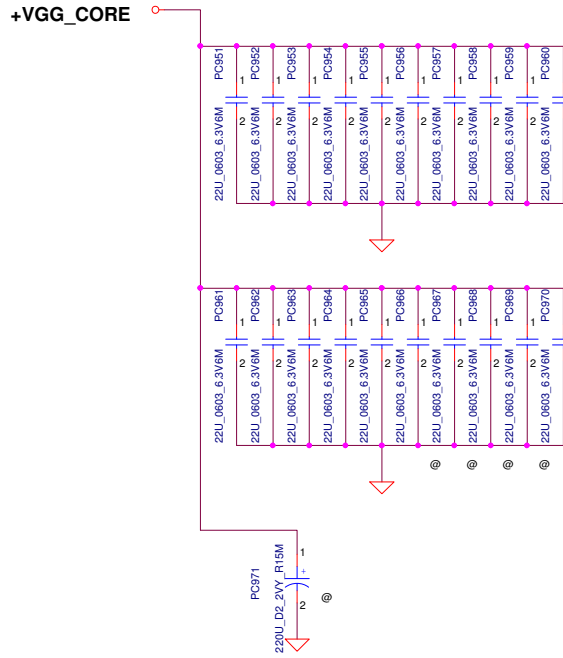 +VGG_CORE
PC951
PC952
PC953
PC954
PC955
PC956
PC957
PC958
PC959
PC960
1
1
1
1
1
1
1
1
1
2
2
2
2
2
2
2
2
2
22U_0603_6.3V6M
22U_0603_6.3V6M
22U_0603_6.3V6M
22U_0603_6.3V6M
22U_0603_6.3V6M
22U_0603_6.3V6M
22U_0603_6.3V6M
22U_0603_6.3V6M
22U_0603_6.3V6M
22U_0603_6.3V6M
PC961
PC962
PC963
PC964
PC965
PC966
PC967
PC968
PC969
PC970
1
1
1
1
1
1
1
1
1
2
2
2
2
2
2
2
2
2
22U_0603_6.3V6M
22U_0603_6.3V6M
22U_0603_6.3V6M
22U_0603_6.3V6M
22U_0603_6.3V6M
22U_0603_6.3V6M
22U_0603_6.3V6M
22U_0603_6.3V6M
22U_0603_6.3V6M
22U_0603_6.3V6M
@
@
@
@
PC971
220U_D2_2VY_R15M
1
+
2
@